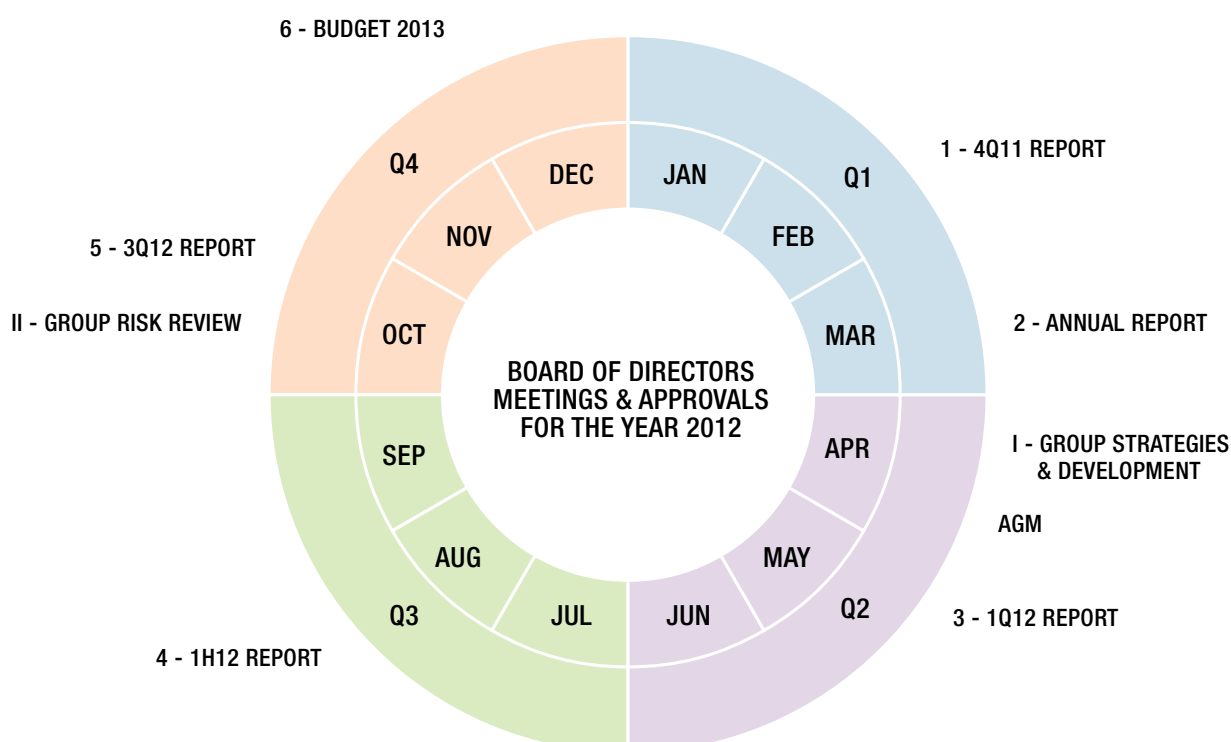 6 - BUDGET 2013
1 - 4Q11 REPORT
Q4
DEC
JAN
Q1
NOV
FEB
5 - 3Q12 REPORT
II - GROUP RISK REVIEW
OCT
MAR
2 - ANNUAL REPORT
BOARD OF DIRECTORS
MEETINGS & APPROVALS
FOR THE YEAR 2012
SEP
APR
I - GROUP STRATEGIES
& DEVELOPMENT
AGM
AUG
MAY
Q3
JUL
JUN
Q2
3 - 1Q12 REPORT
4 - 1H12 REPORT